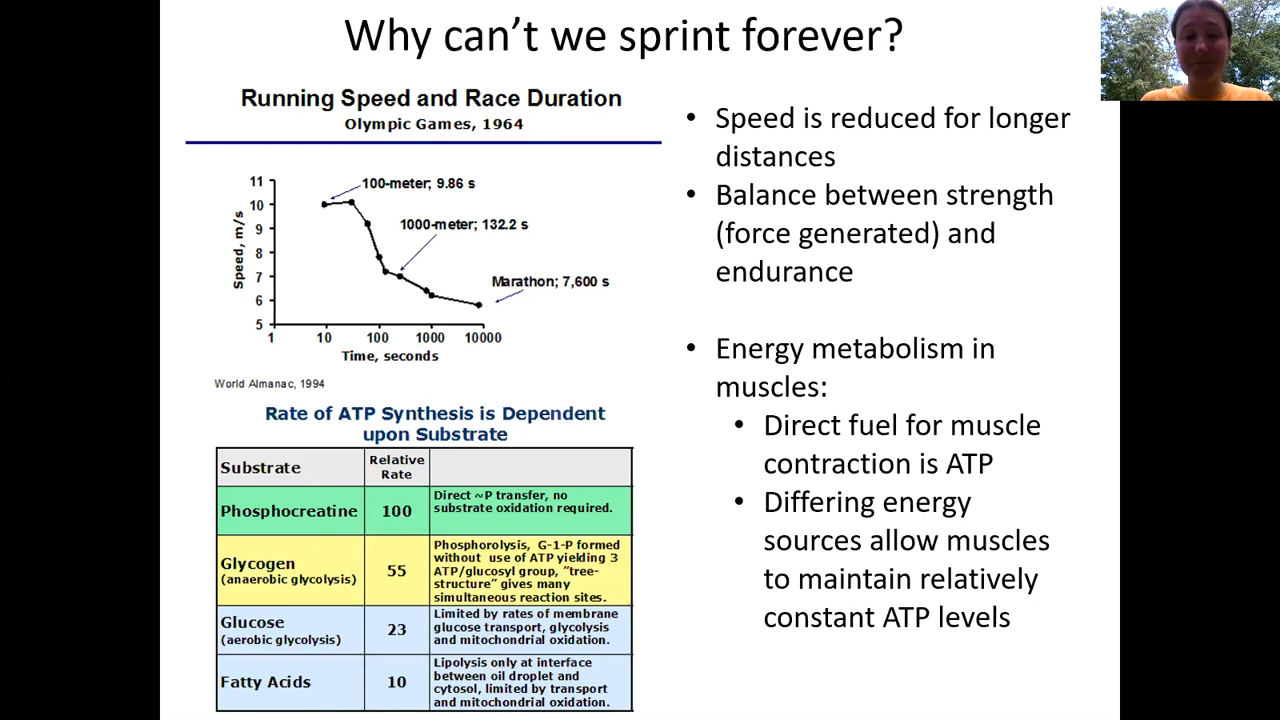 Why can't we sprint forever?
Running Speed and Race Duration
Olympic Games, 1964
11
10
9
8
7
6
5
Speed, m/s
100-meter; 9.86 s
1000-meter; 132.2 s
Marathon; 7,600 s
1
10
100
1000
10000
Time, seconds
World Almanac, 1994
Rate of ATP Synthesis is Dependent
upon Substrate
Substrate
Relative
Rate
Phosphocreatine
100
Direct ~P transfer, no
substrate oxidation required.
Glycogen
(anaerobic glycolysis)
55
Phosphorolysis, G-1-P formed
without use of ATP yielding 3
ATP/glucosyl group, "tree-
structure" gives many
simultaneous reaction sites.
Glucose
(aerobic glycolysis)
23
Limited by rates of membrane
glucose transport, glycolysis
and mitochondrial oxidation.
Fatty Acids
10
Lipolysis only at interface
between oil droplet and
cytosol, limited by transport
and mitochondrial oxidation.
• Speed is reduced for longer
distances
• Balance between strength
(force generated) and
endurance
• Energy metabolism in
muscles:
• Direct fuel for muscle
contraction is ATP
• Differing energy
sources allow muscles
to maintain relatively
constant ATP levels